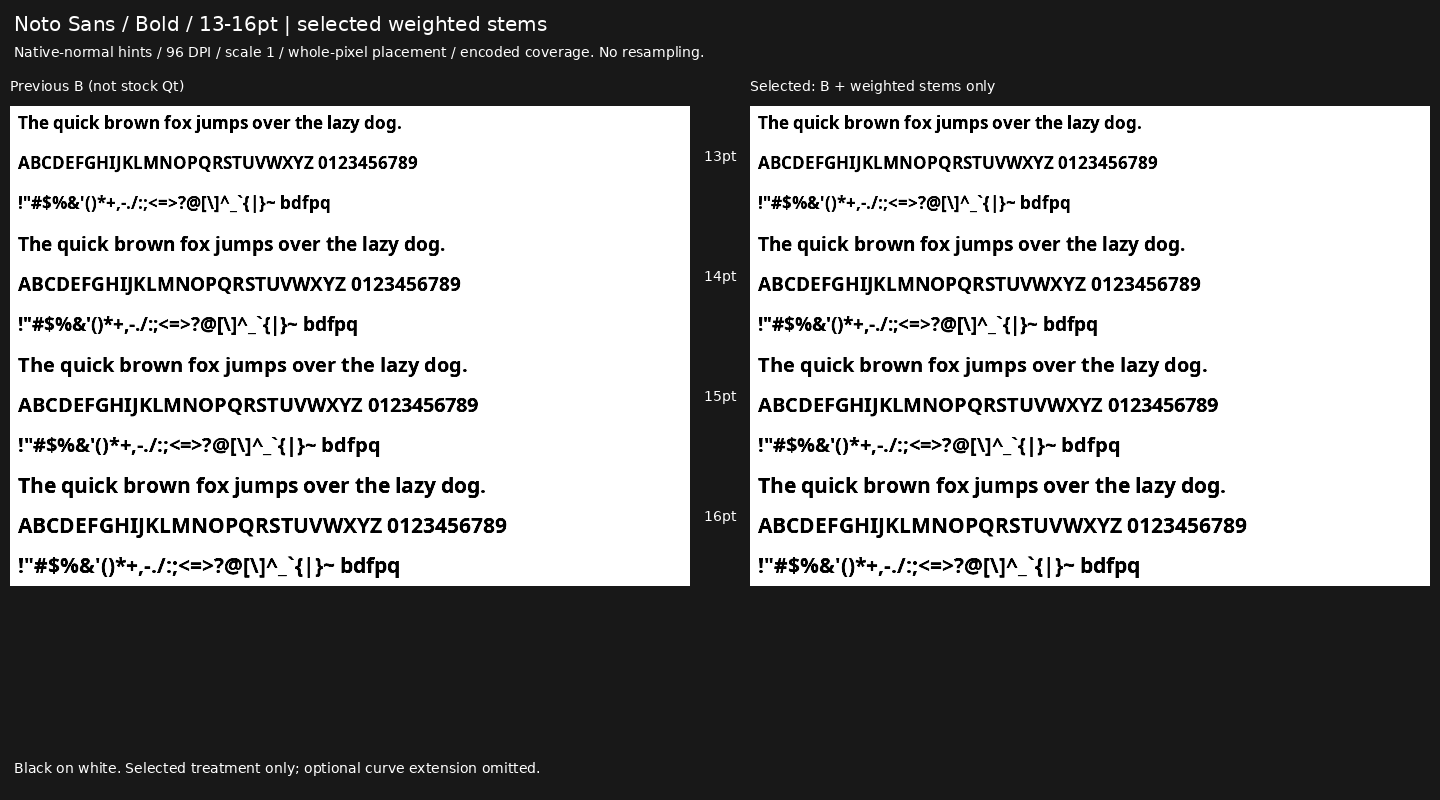 Noto Sans / Bold / 13-16pt | selected weighted stems
Native-normal hints / 96 DPI / scale 1 / whole-pixel placement / encoded coverage. No resampling.
Previous B (not stock Qt)
The quick brown fox jumps over the lazy dog.
ABCDEFGHIJKLMNOPQRSTUVWXYZ 0123456789
!"#$%&'()*+,-./:;<=>?@[\]^_`{|}~ bdfpq
The quick brown fox jumps over the lazy dog.
ABCDEFGHIJKLMNOPQRSTUVWXYZ 0123456789
!"#$%&'()*+,-./:;<=>?@[\]^_`{|}~ bdfpq
The quick brown fox jumps over the lazy dog.
ABCDEFGHIJKLMNOPQRSTUVWXYZ 0123456789
!"#$%&'()*+,-./:;<=>?@[\]^_`{|}~ bdfpq
The quick brown fox jumps over the lazy dog.
ABCDEFGHIJKLMNOPQRSTUVWXYZ 0123456789
!"#$%&'()*+,-./:;<=>?@[\]^_`{|}~ bdfpq
13pt
14pt
15pt
16pt
Selected: B + weighted stems only
The quick brown fox jumps over the lazy dog.
ABCDEFGHIJKLMNOPQRSTUVWXYZ 0123456789
!"#$%&'()*+,-./:;<=>?@[\]^_`{|}~ bdfpq
The quick brown fox jumps over the lazy dog.
ABCDEFGHIJKLMNOPQRSTUVWXYZ 0123456789
!"#$%&'()*+,-./:;<=>?@[\]^_`{|}~ bdfpq
The quick brown fox jumps over the lazy dog.
ABCDEFGHIJKLMNOPQRSTUVWXYZ 0123456789
!"#$%&'()*+,-./:;<=>?@[\]^_`{|}~ bdfpq
The quick brown fox jumps over the lazy dog.
ABCDEFGHIJKLMNOPQRSTUVWXYZ 0123456789
!"#$%&'()*+,-./:;<=>?@[\]^_`{|}~ bdfpq
Black on white. Selected treatment only; optional curve extension omitted.